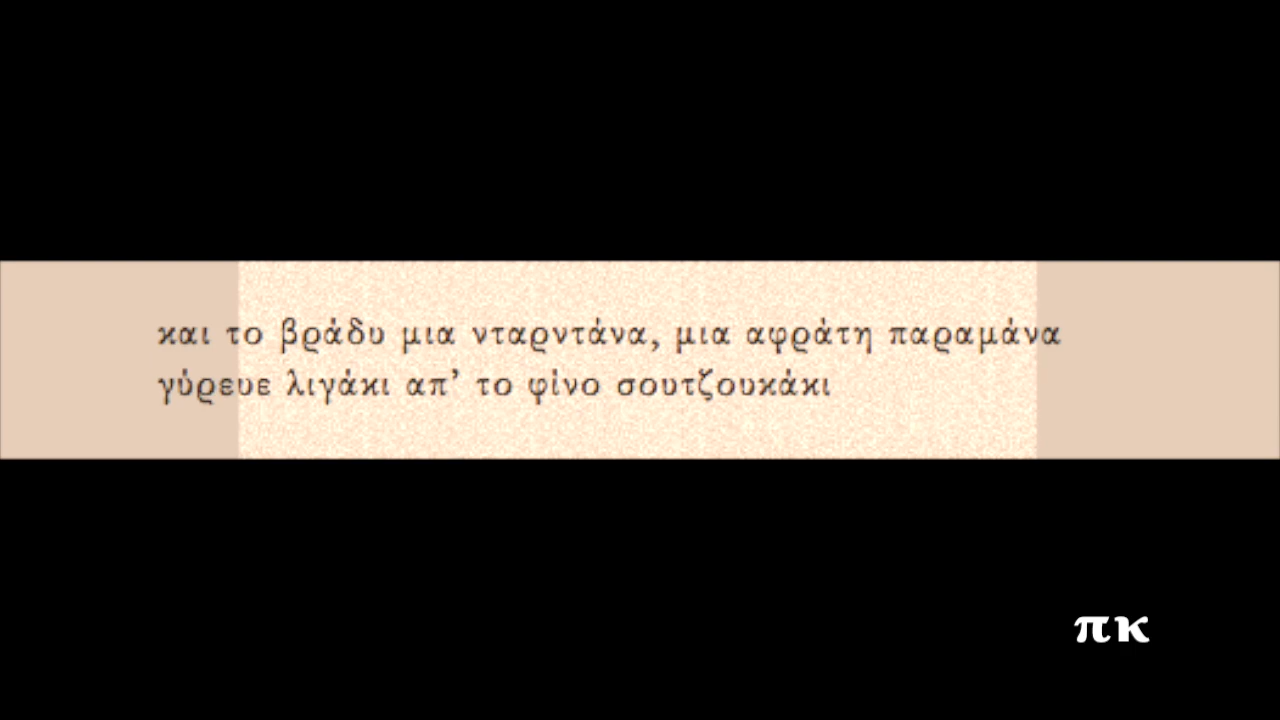 και το βράδυ μια νταρντάνα, μια αφράτη παραμάνα
γύρευε λιγάκι απ’ το φίνο σουτζουκάκι
πκ